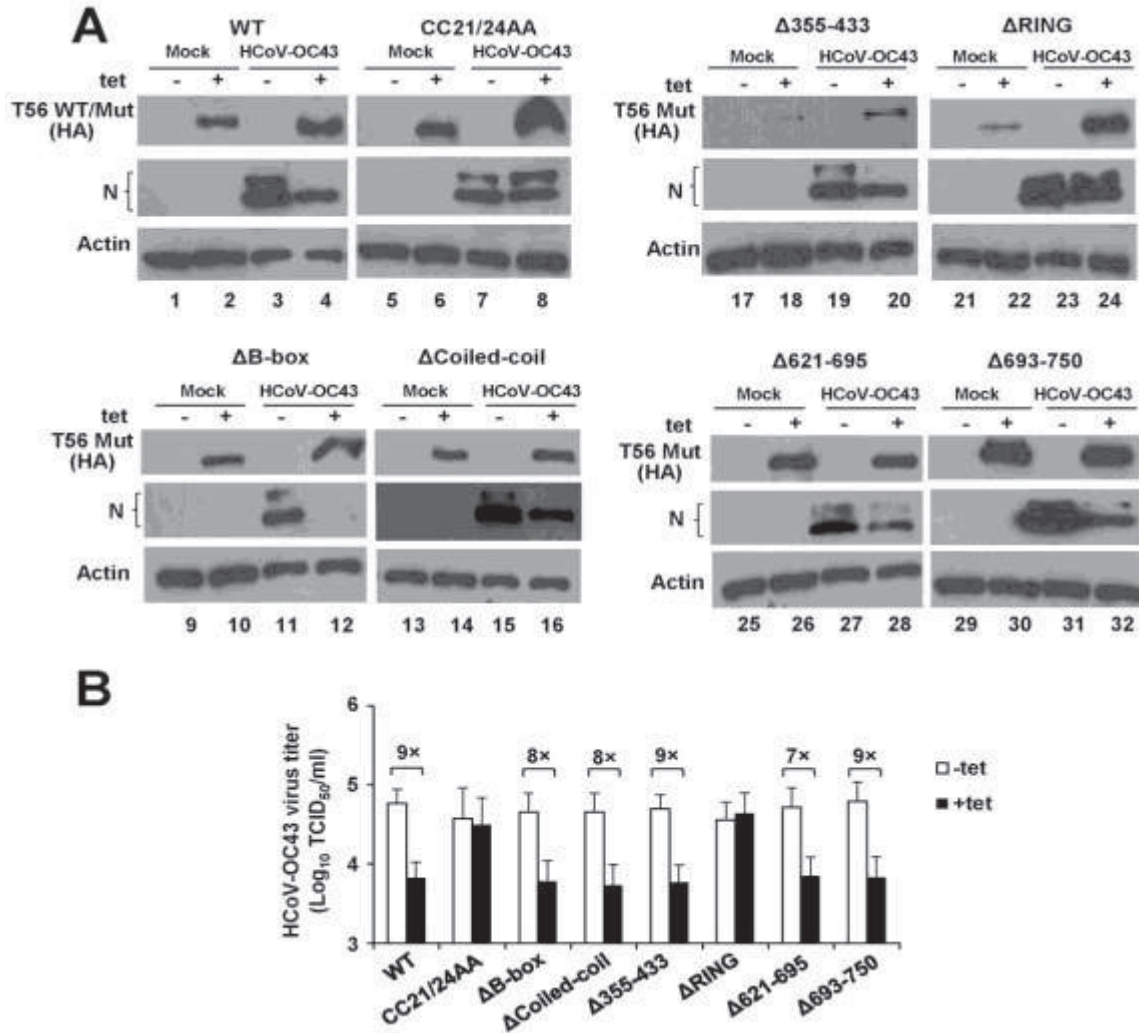 A
WT CC21/24AA
Mock HCoV-OC43 Mock HCoV-OC43
tet - + - + - + - +
T56 WT/Mut
(HA)
N
Actin
1 2 3 4 5 6 7 8
Δ355-433 ΔRING
Mock HCoV-OC43 Mock HCoV-OC43
tet - + - + - + - +
T56 Mut
(HA)
N
Actin
17 18 19 20 21 22 23 24
ΔB-box ΔCoiled-coil
Mock HCoV-OC43 Mock HCoV-OC43
tet - + - + - + - +
T56 Mut
(HA)
N
Actin
9 10 11 12 13 14 15 16
Δ621-695 Δ693-750
Mock HCoV-OC43 Mock HCoV-OC43
tet - + - + - + - +
T56 Mut
(HA)
N
Actin
25 26 27 28 29 30 31 32
B
HCoV-OC43 virus titer
(Log₁₀ TCID₅₀/ml)
6
5
4
3
9× 8× 8× 9× 7× 9×
-tet
+tet
WT CC21/24AA ΔB-box ΔCoiled-coil Δ355-433 ΔRING Δ621-695 Δ693-750